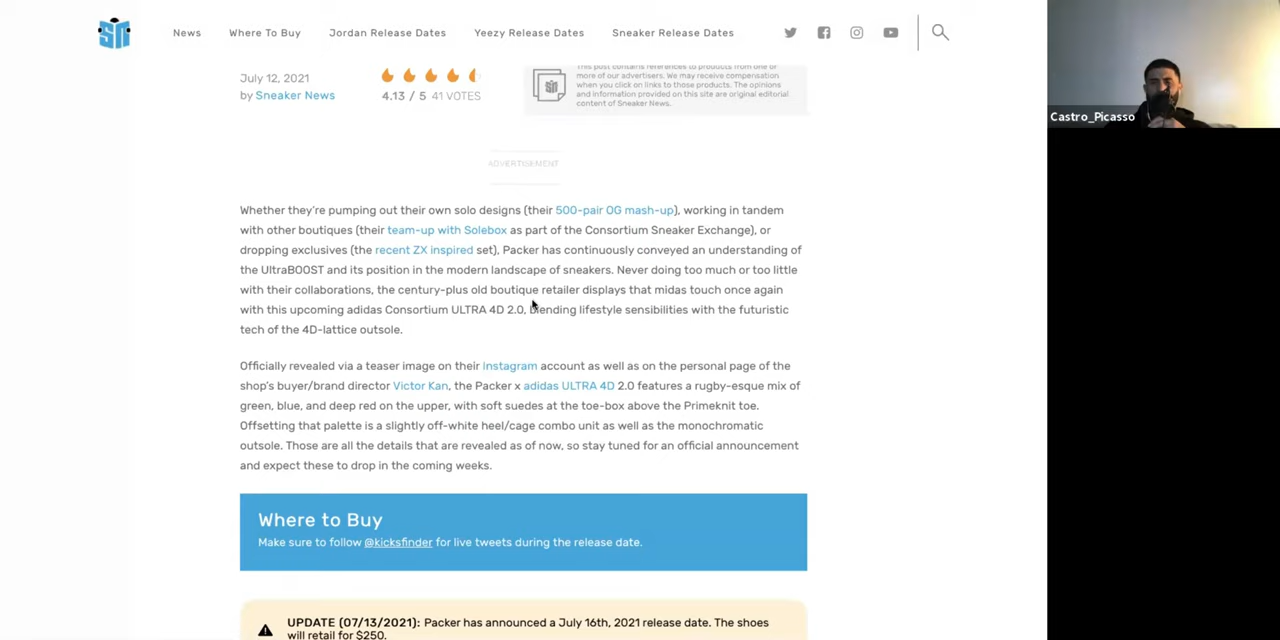 News Where To Buy Jordan Release Dates Yeezy Release Dates Sneaker Release Dates
July 12, 2021
by Sneaker News
4.13 / 5 41 VOTES
This post contains references to products from one or
more of our advertisers. We may receive compensation
when you click on links to those products. The opinions
and information provided on this site are original editorial
content of Sneaker News.
Castro_Picasso
ADVERTISEMENT
Whether they're pumping out their own solo designs (their 500-pair OG mash-up), working in tandem
with other boutiques (their team-up with Solebox as part of the Consortium Sneaker Exchange), or
dropping exclusives (the recent ZX inspired set), Packer has continuously conveyed an understanding of
the UltraBOOST and its position in the modern landscape of sneakers. Never doing too much or too little
with their collaborations, the century-plus old boutique retailer displays that midas touch once again
with this upcoming adidas Consortium ULTRA 4D 2.0, blending lifestyle sensibilities with the futuristic
tech of the 4D-lattice outsole.
Officially revealed via a teaser image on their Instagram account as well as on the personal page of the
shop's buyer/brand director Victor Kan, the Packer x adidas ULTRA 4D 2.0 features a rugby-esque mix of
green, blue, and deep red on the upper, with soft suedes at the toe-box above the Primeknit toe.
Offsetting that palette is a slightly off-white heel/cage combo unit as well as the monochromatic
outsole. Those are all the details that are revealed as of now, so stay tuned for an official announcement
and expect these to drop in the coming weeks.
Where to Buy
Make sure to follow @kicksfinder for live tweets during the release date.
UPDATE (07/13/2021): Packer has announced a July 16th, 2021 release date. The shoes
will retail for $250.